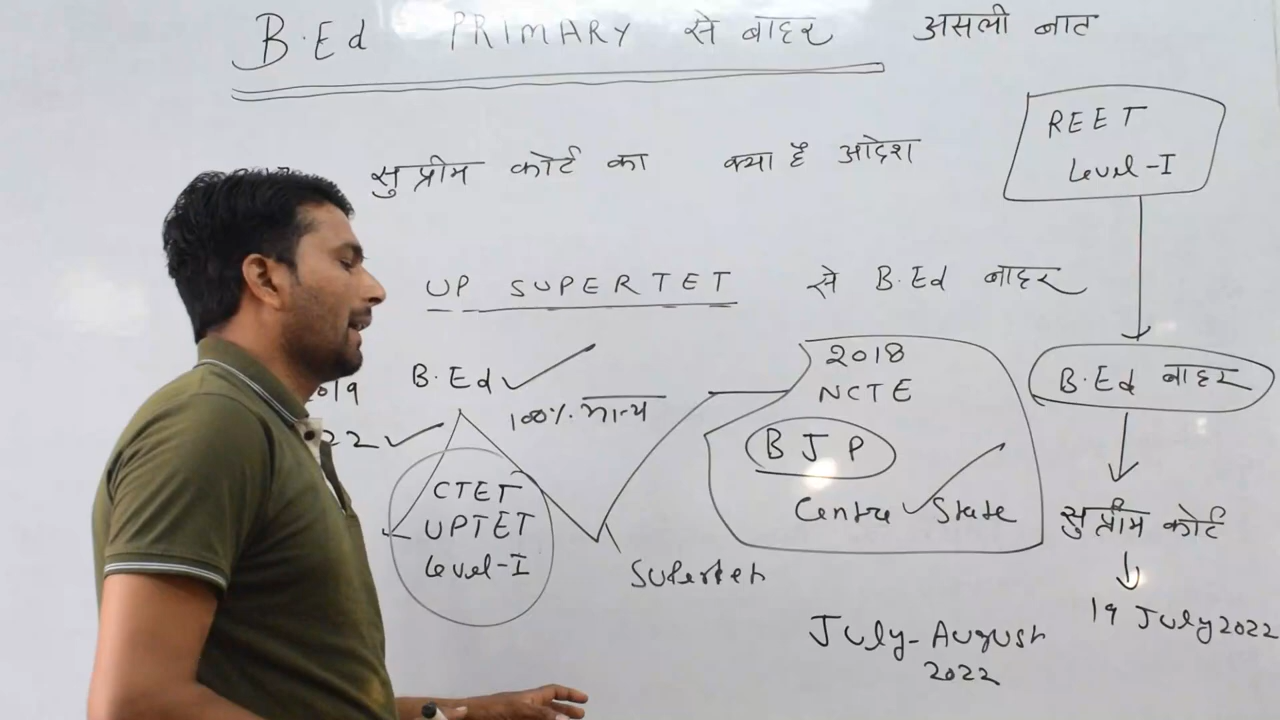 B.Ed PRIMARY से बाहर असली बात
सुप्रीम कोर्ट का क्या है आदेश
REET
Level-I
UP SUPERTET से B.Ed बाहर
B.Ed
100% मान्य
CTET
UPTET
Level-I
Supertet
2018
NCTE
BJP
Centre State
B.Ed बाहर
सुप्रीम कोर्ट
19 July 2022
July-August
2022